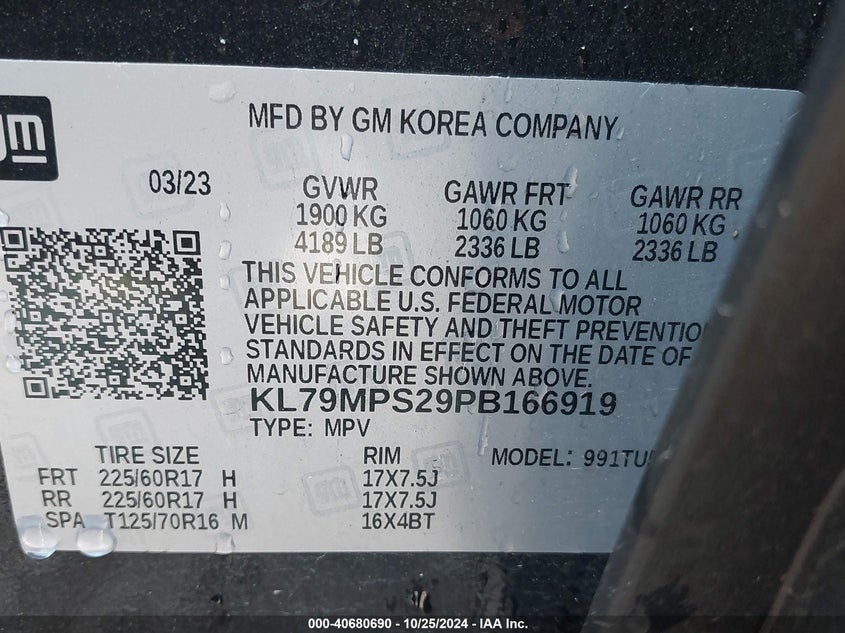 gm
MFD BY GM KOREA COMPANY
03/23
GVWR GAWR FRT GAWR RR
1900 KG 1060 KG 1060 KG
4189 LB 2336 LB 2336 LB
THIS VEHICLE CONFORMS TO ALL
APPLICABLE U.S. FEDERAL MOTOR
VEHICLE SAFETY AND THEFT PREVENTIO
STANDARDS IN EFFECT ON THE DATE OF
MANUFACTURE SHOWN ABOVE.
KL79MPS29PB166919
TYPE: MPV
TIRE SIZE RIM MODEL: 991TU
FRT 225/60R17 H 17X7.5J
RR 225/60R17 H 17X7.5J
SPA T125/70R16 M 16X4BT
000-40680690 - 10/25/2024 - IAA Inc.